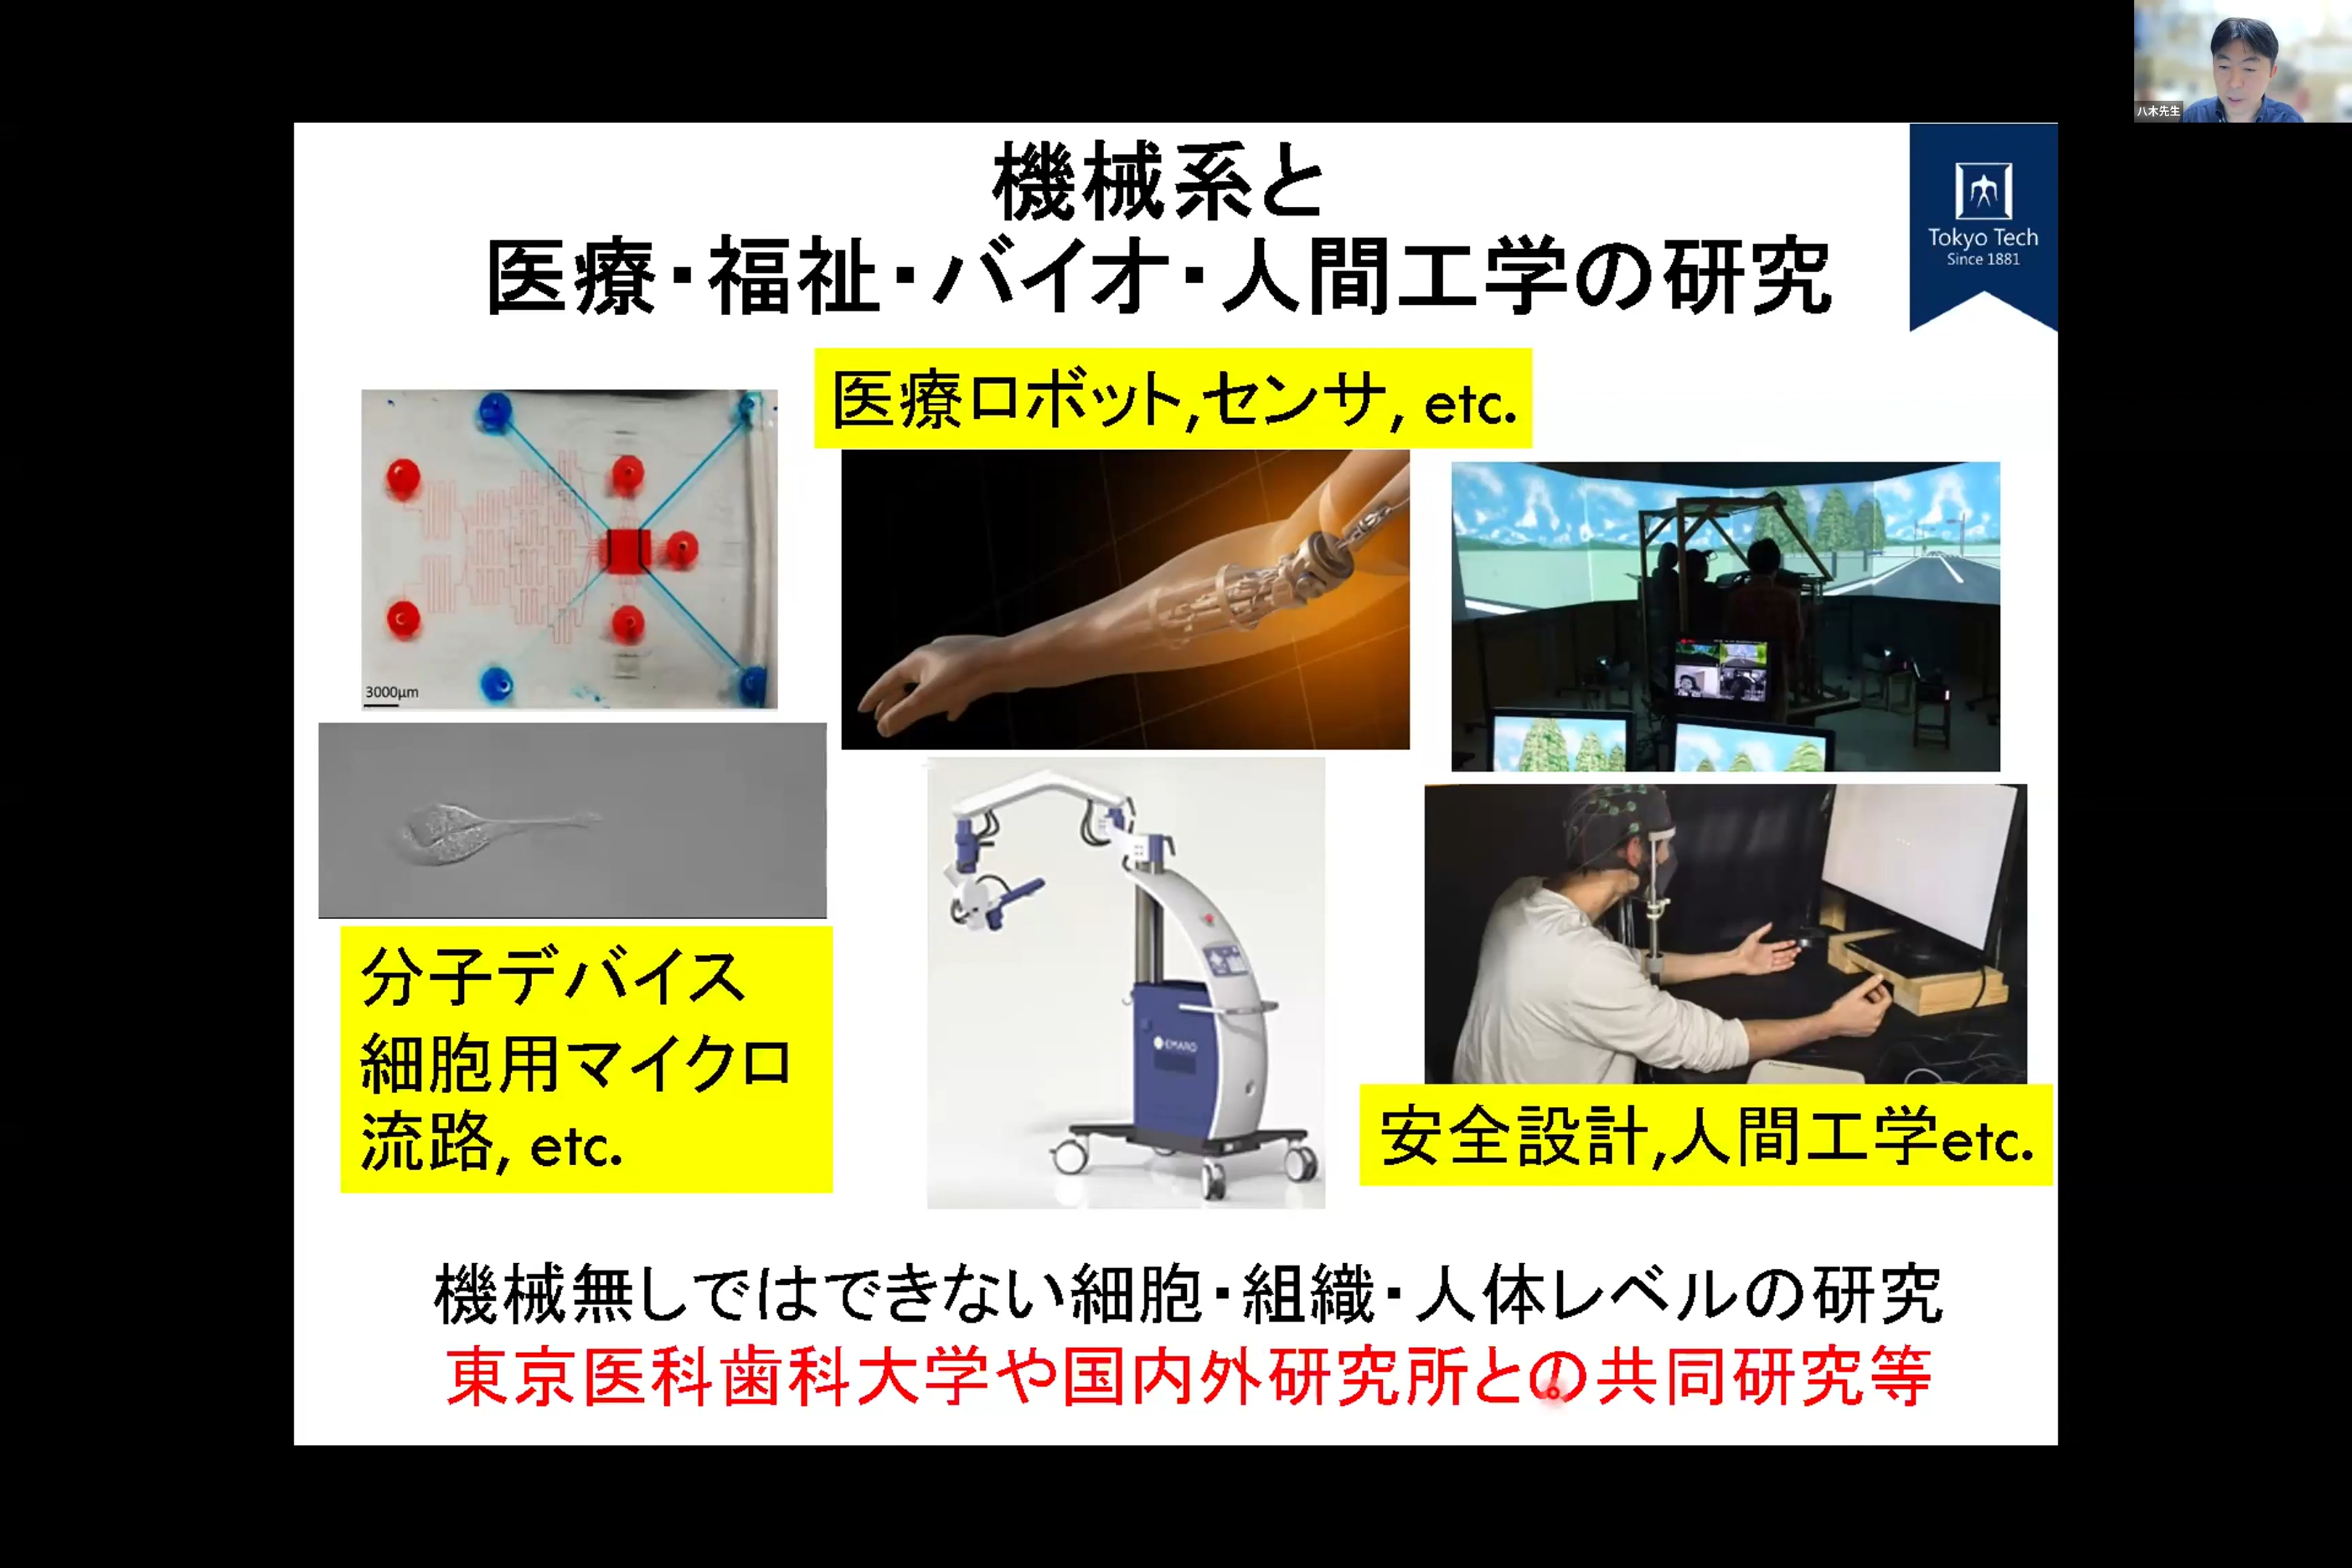 八木先生
機械系と
医療・福祉・バイオ・人間工学の研究
Tokyo Tech
Since 1881
医療ロボット,センサ, etc.
3000μm
EMARO
分子デバイス
細胞用マイクロ
流路, etc.
安全設計,人間工学etc.
機械無しではできない細胞・組織・人体レベルの研究
東京医科歯科大学や国内外研究所との共同研究等